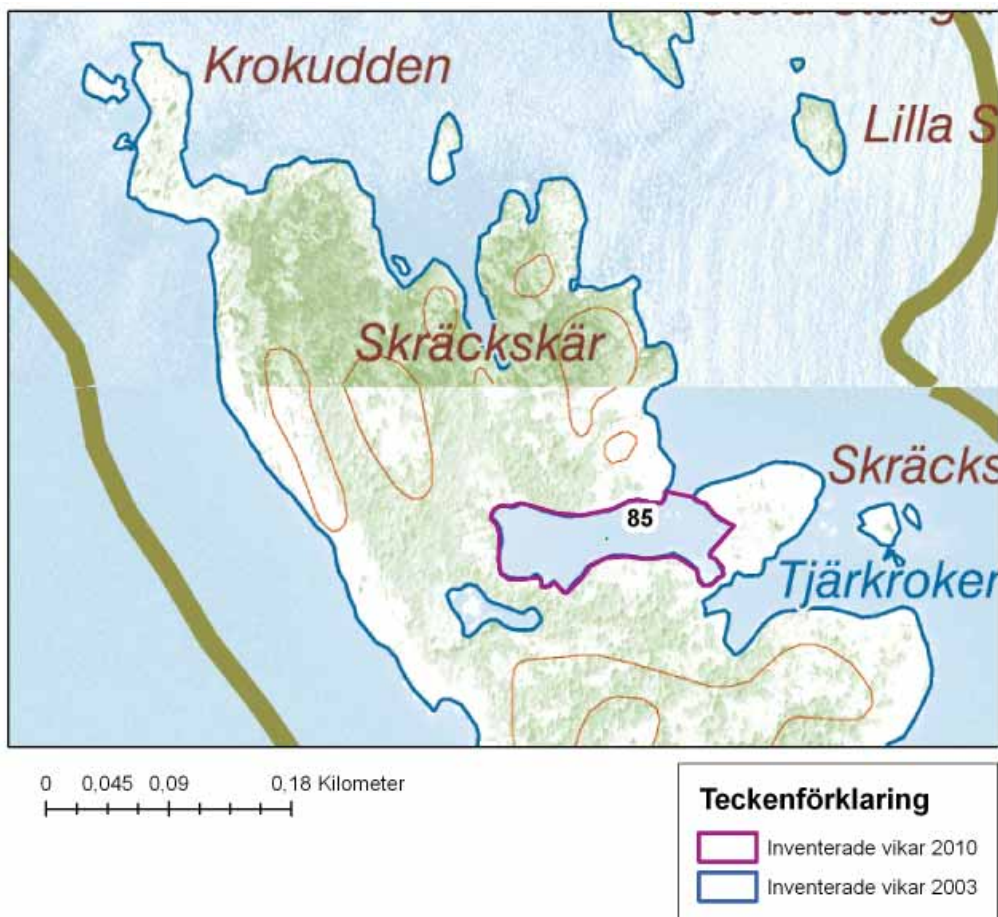 Krokudden
Lilla S
Skräckskär
Skräcks
85
Tjärkroker
0 0,045 0,09 0,18 Kilometer
Teckenförklaring
Inventerade vikar 2010
Inventerade vikar 2003